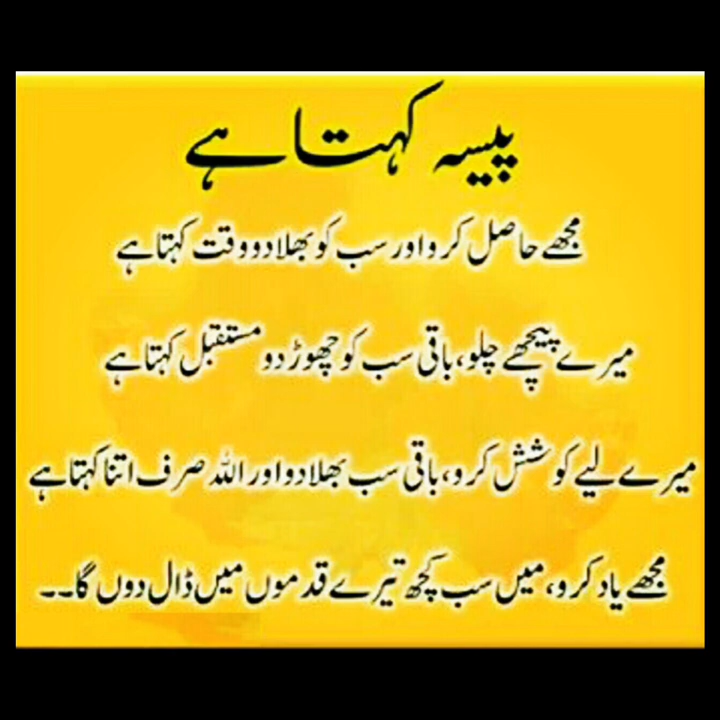 پیسہ کہتا ہے
مجھے حاصل کرو اور سب کو بھلا دو وقت کہتا ہے
میرے پیچھے چلو، باقی سب کو چھوڑ دو مستقبل کہتا ہے
میرے لیے کوشش کرو، باقی سب بھلا دو اور اللہ صرف اتنا کہتا ہے
مجھے یاد کرو، میں سب کچھ تیرے قدموں میں ڈال دوں گا۔۔